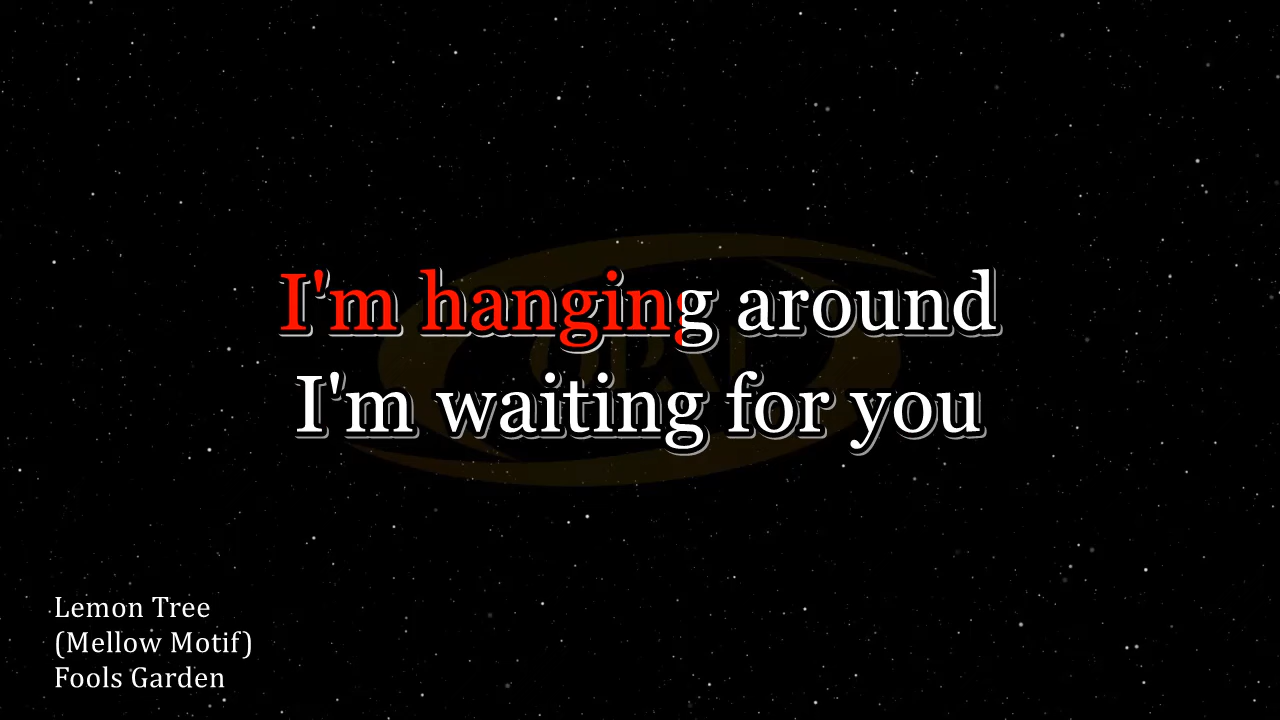 I'm hanging around
I'm waiting for you
Lemon Tree
(Mellow Motif)
Fools Garden